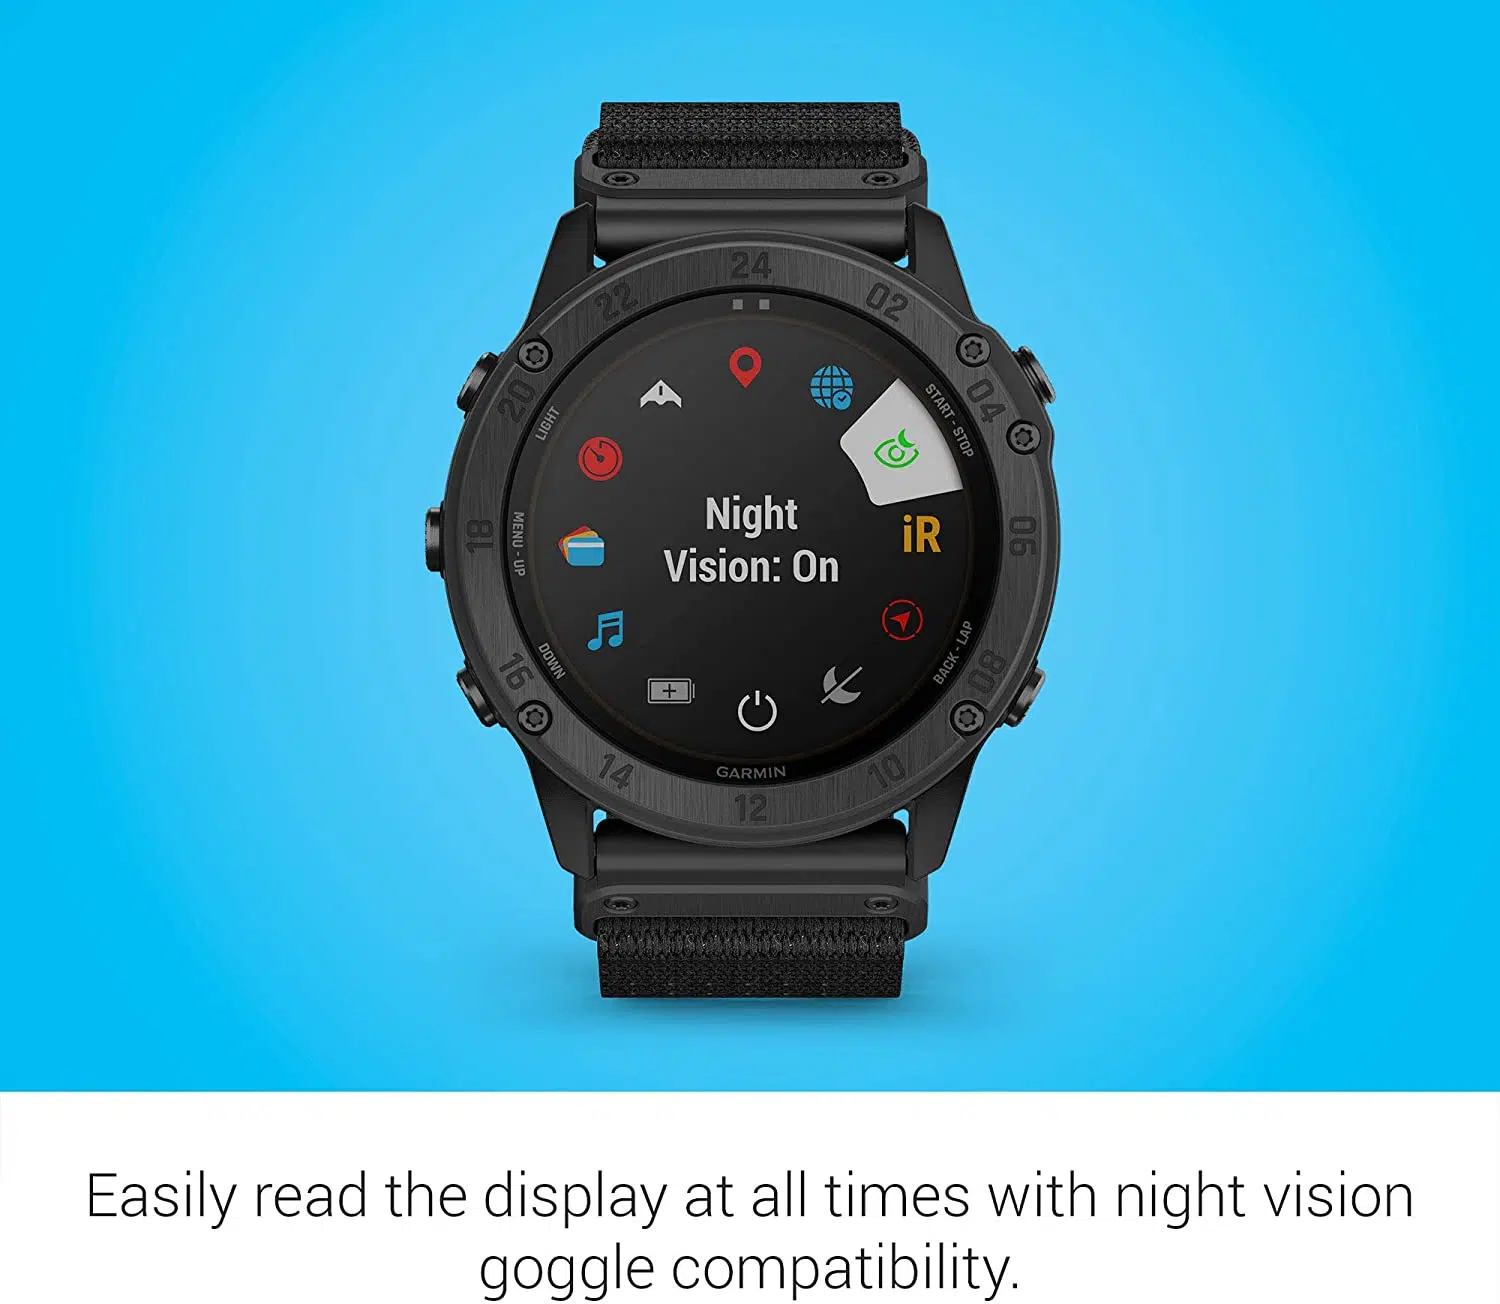 24
22
02
20
04
LIGHT
START - STOP
Night
Vision: On
iR
18
MENU - UP
06
16
DOWN
BACK - LAP
08
14
GARMIN
10
12
Easily read the display at all times with night vision
goggle compatibility.